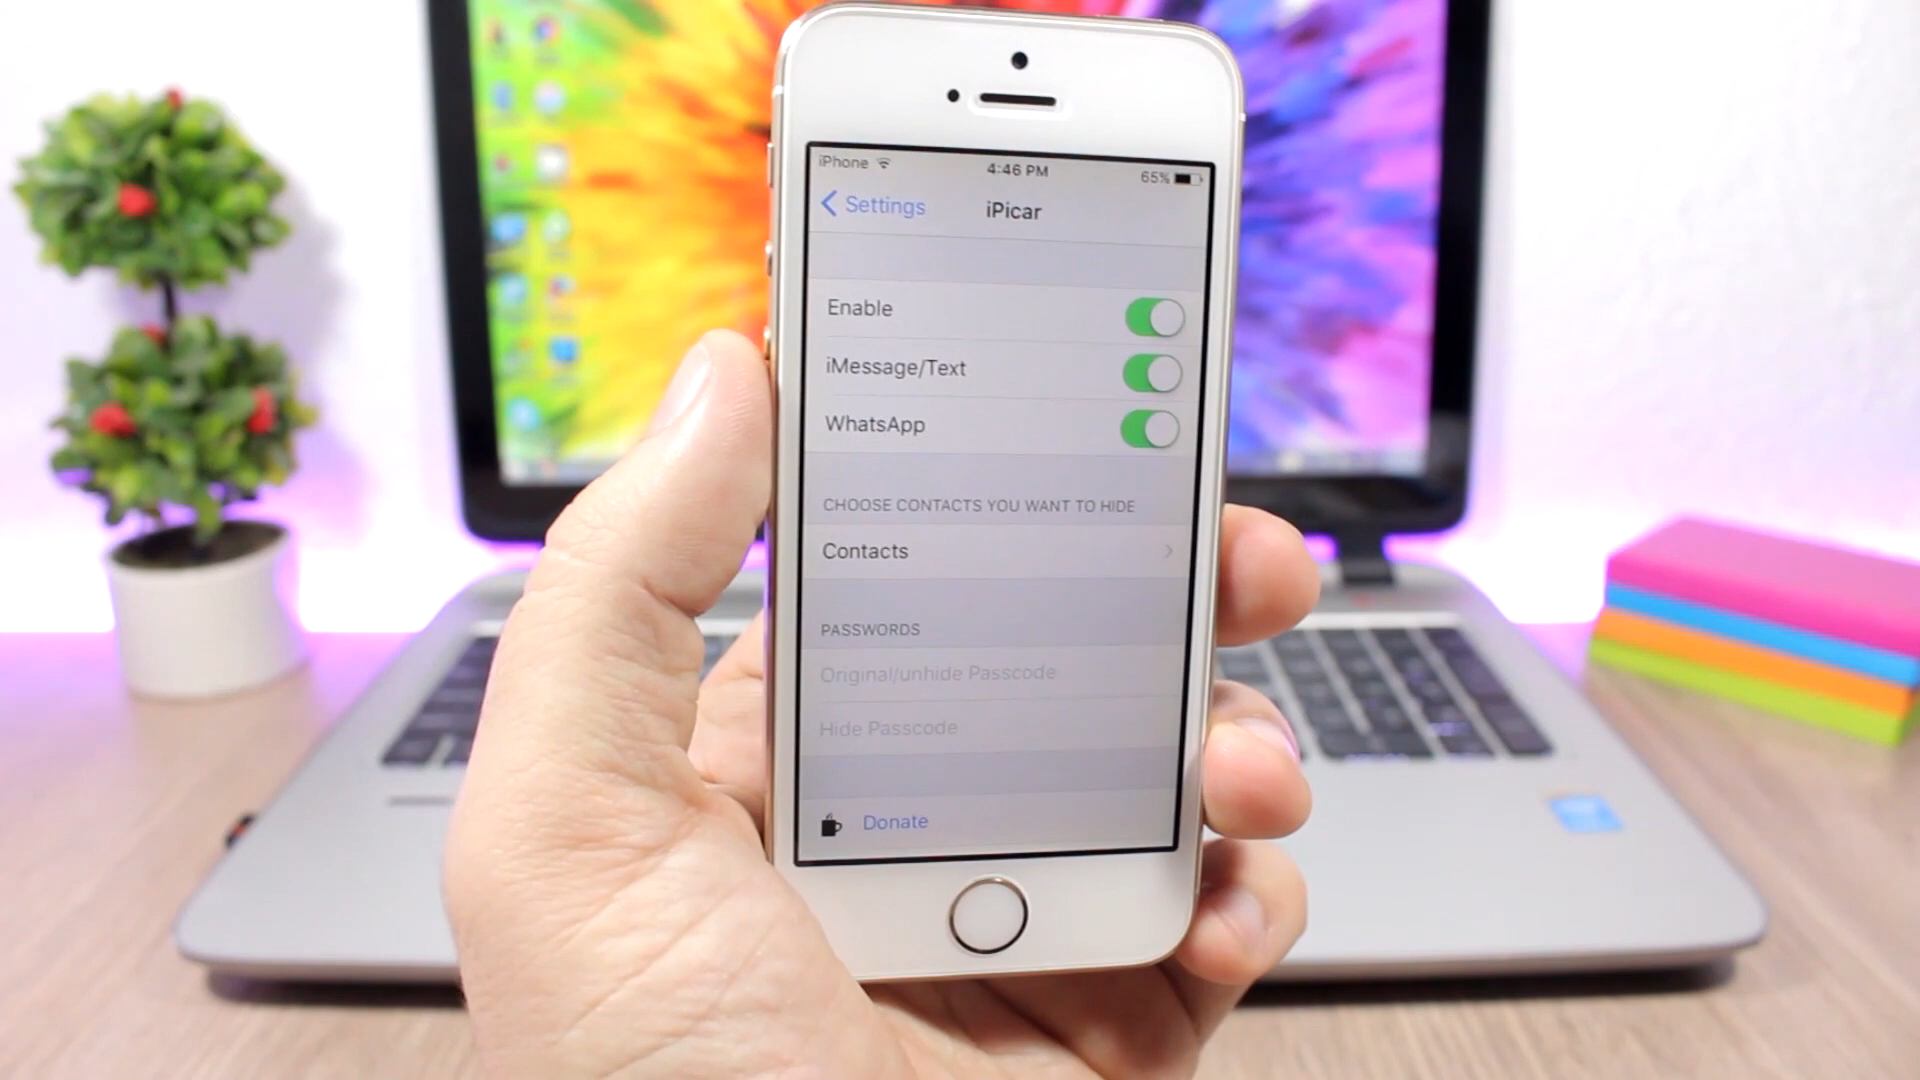 iPhone 4:46 PM 65%
Settings iPicar
Enable
iMessage/Text
WhatsApp
CHOOSE CONTACTS YOU WANT TO HIDE
Contacts
PASSWORDS
Original/unhide Passcode
Hide Passcode
Donate